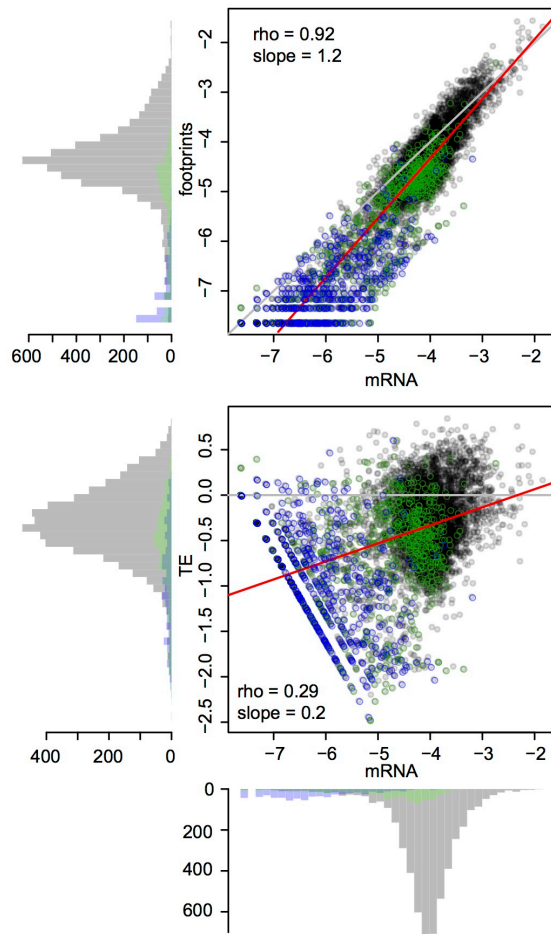 rho = 0.92
slope = 1.2
footprints
−2
−3
−4
−5
−6
−7
600 400 200 0
−7 −6 −5 −4 −3 −2
mRNA
TE
0.5
0.0
−0.5
−1.0
−1.5
−2.0
−2.5
rho = 0.29
slope = 0.2
400 200 0
−7 −6 −5 −4 −3 −2
mRNA
0
200
400
600